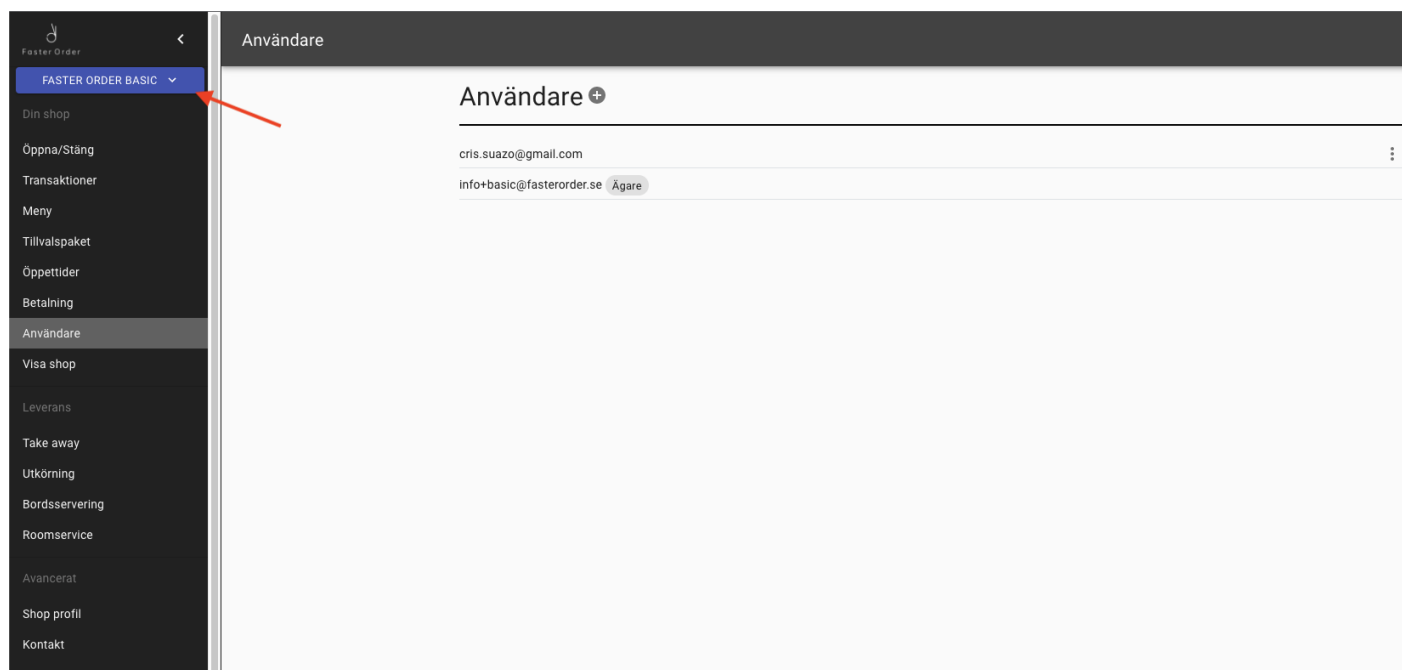 Faster Order
FASTER ORDER BASIC
Din shop
Öppna/Stäng
Transaktioner
Meny
Tillvalspaket
Öppettider
Betalning
Användare
Visa shop
Leverans
Take away
Utkörning
Bordsservering
Roomservice
Avancerat
Shop profil
Kontakt
Användare
Användare
cris.suazo@gmail.com
info+basic@fasterorder.se Ägare